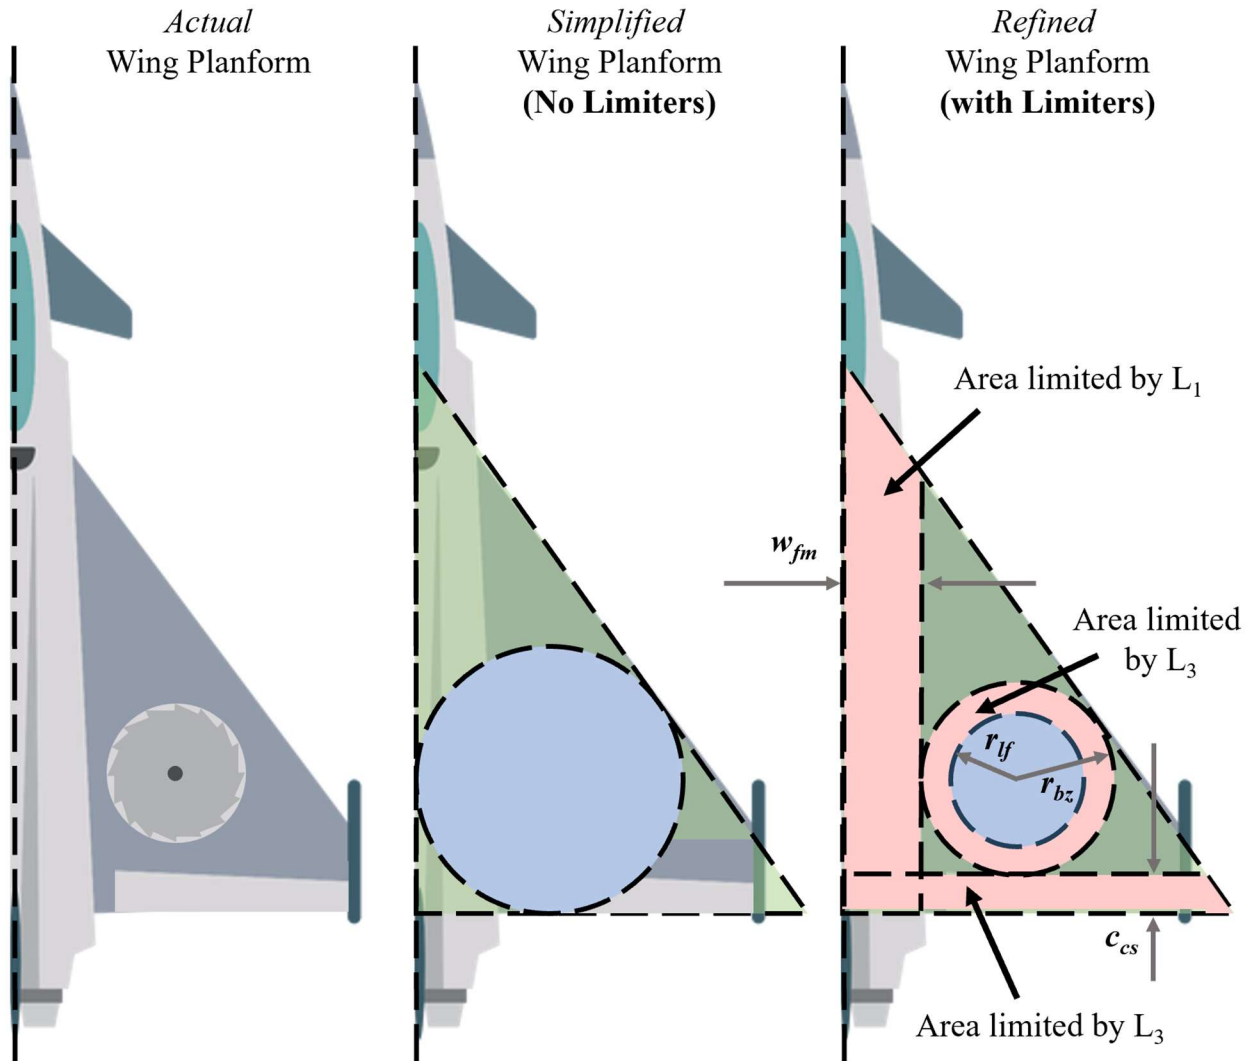 Actual
Wing Planform
Simplified
Wing Planform
(No Limiters)
Refined
Wing Planform
(with Limiters)
Area limited by L1
wfm
Area limited
by L3
rlf
rbz
ccs
Area limited by L3